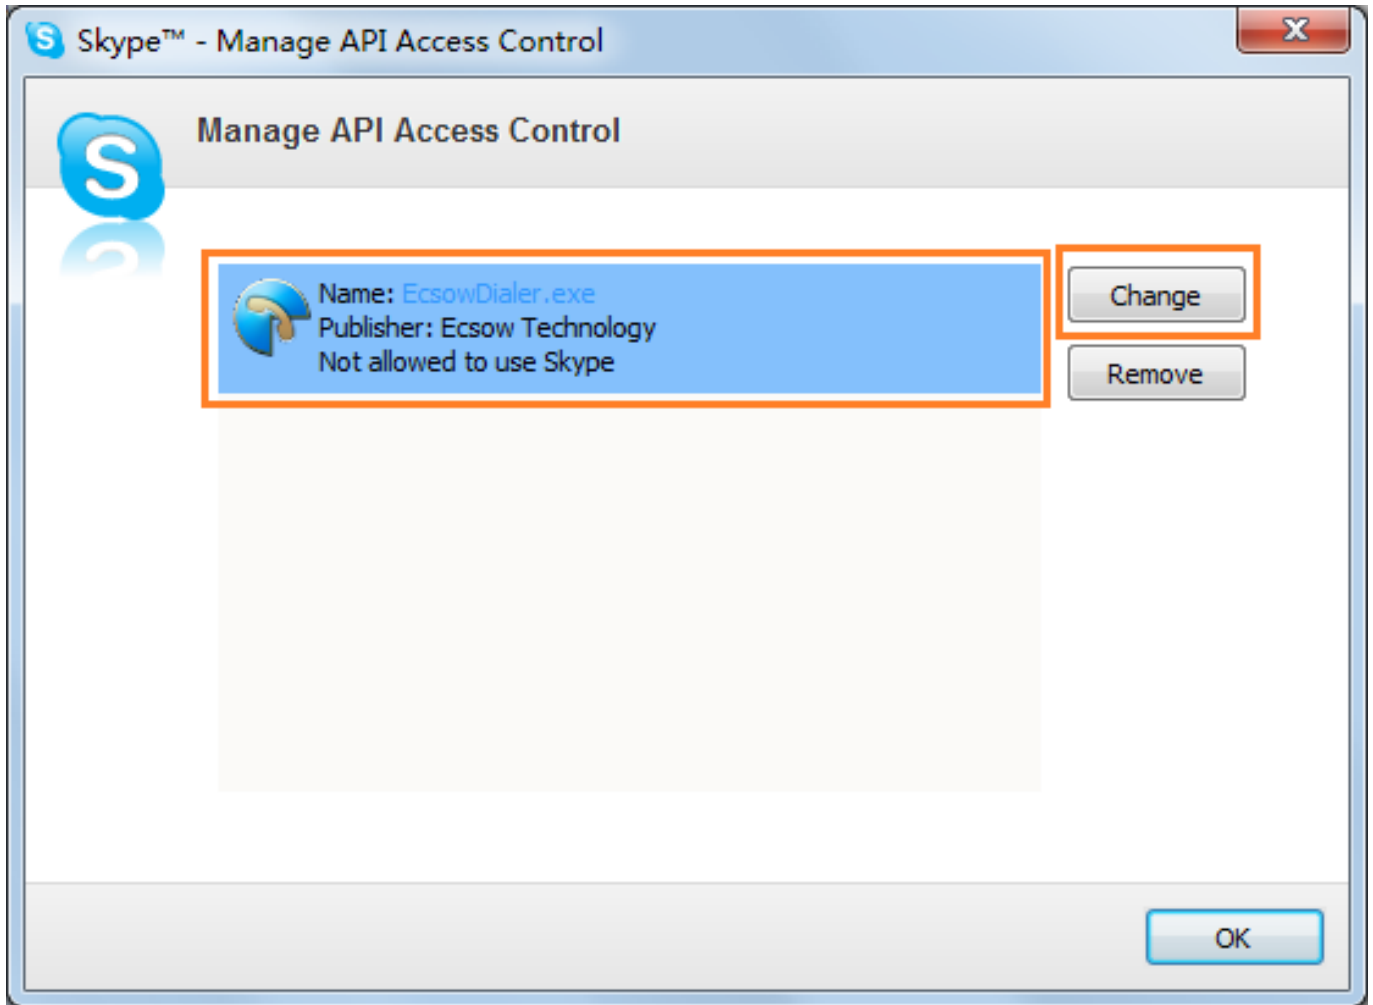 Skype™ - Manage API Access Control
X
S
Manage API Access Control
Name: EcsowDialer.exe
Publisher: Ecsow Technology
Not allowed to use Skype
Change
Remove
OK